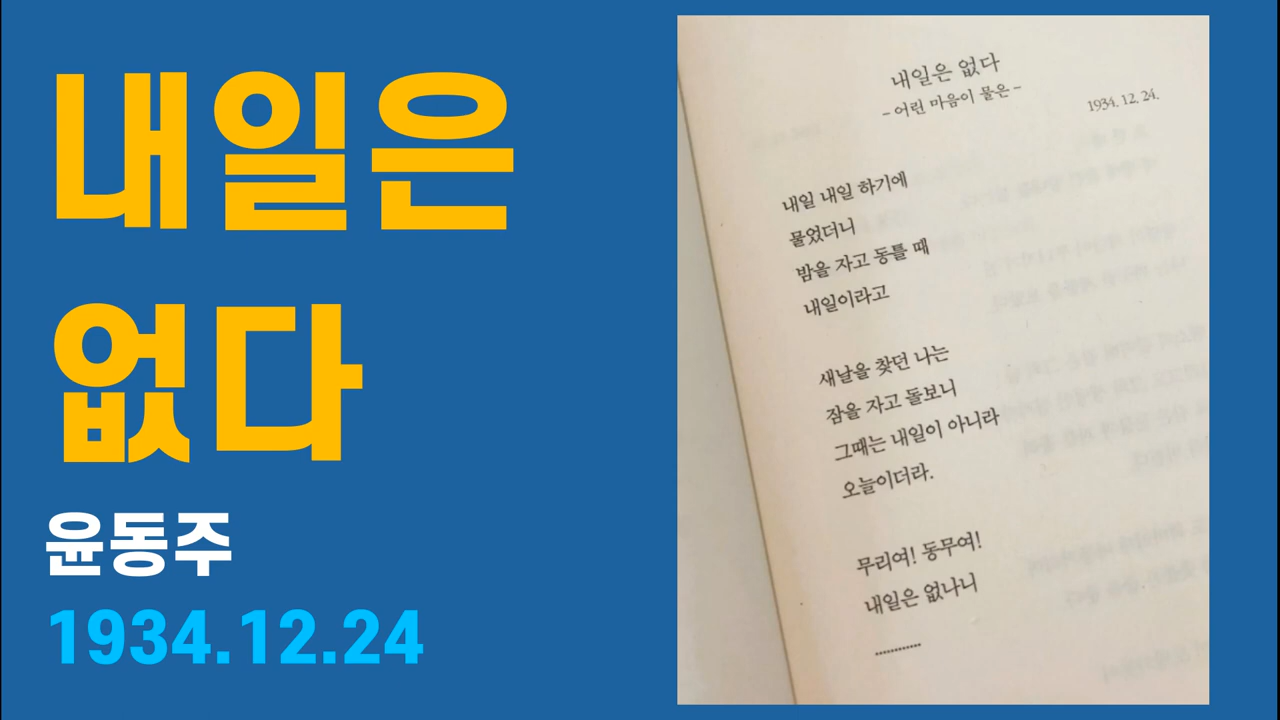 내일은
없다
윤동주
1934.12.24
내일은 없다
- 어린 마음이 물은 -
1934. 12. 24.
내일 내일 하기에
물었더니
밤을 자고 동틀 때
내일이라고
새날을 찾던 나는
잠을 자고 돌보니
그때는 내일이 아니라
오늘이더라.
무리여! 동무여!
내일은 없나니
............